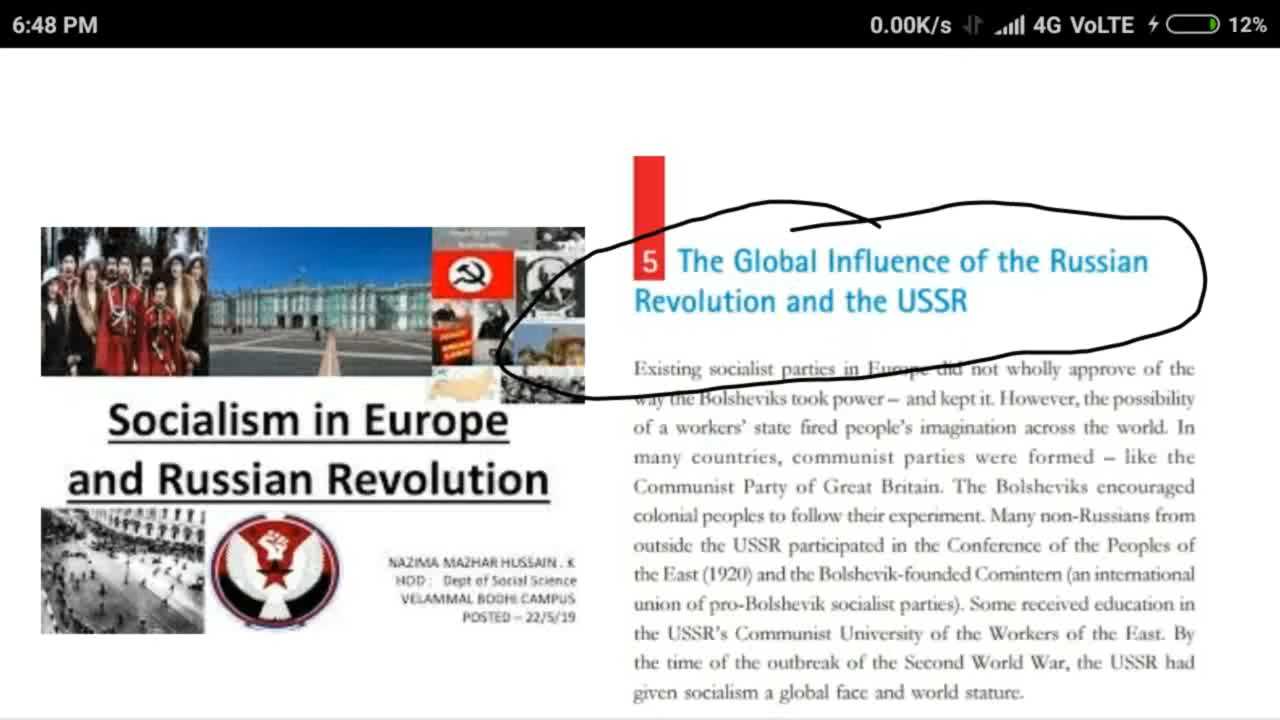 6:48 PM
0.00K/s 4G VoLTE 12%
Socialism in Europe
and Russian Revolution
NAZIMA MAZHAR HUSSAIN . K
HOD : Dept of Social Science
VELAMMAL BODHI CAMPUS
POSTED – 22/5/19
5 The Global Influence of the Russian
Revolution and the USSR
Existing socialist parties in Europe did not wholly approve of the
way the Bolsheviks took power – and kept it. However, the possibility
of a workers' state fired people's imagination across the world. In
many countries, communist parties were formed – like the
Communist Party of Great Britain. The Bolsheviks encouraged
colonial peoples to follow their experiment. Many non-Russians from
outside the USSR participated in the Conference of the Peoples of
the East (1920) and the Bolshevik-founded Comintern (an international
union of pro-Bolshevik socialist parties). Some received education in
the USSR's Communist University of the Workers of the East. By
the time of the outbreak of the Second World War, the USSR had
given socialism a global face and world stature.